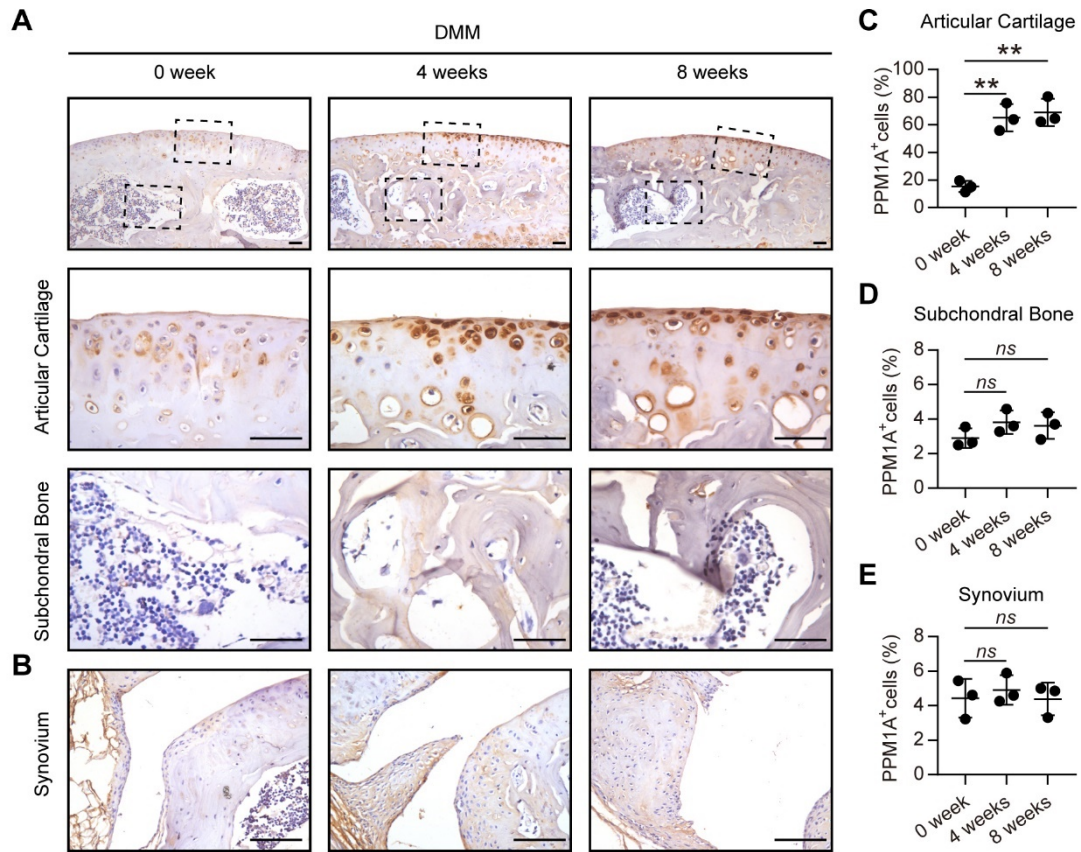 A
DMM
0 week
4 weeks
8 weeks
Articular Cartilage
Subchondral Bone
B
Synovium
C
Articular Cartilage
PPM1A+cells (%)
100
80
60
40
20
0
**
**
0 week
4 weeks
8 weeks
D
Subchondral Bone
PPM1A+cells (%)
8
6
4
2
0
ns
ns
0 week
4 weeks
8 weeks
E
Synovium
PPM1A+cells (%)
8
6
4
2
0
ns
ns
0 week
4 weeks
8 weeks